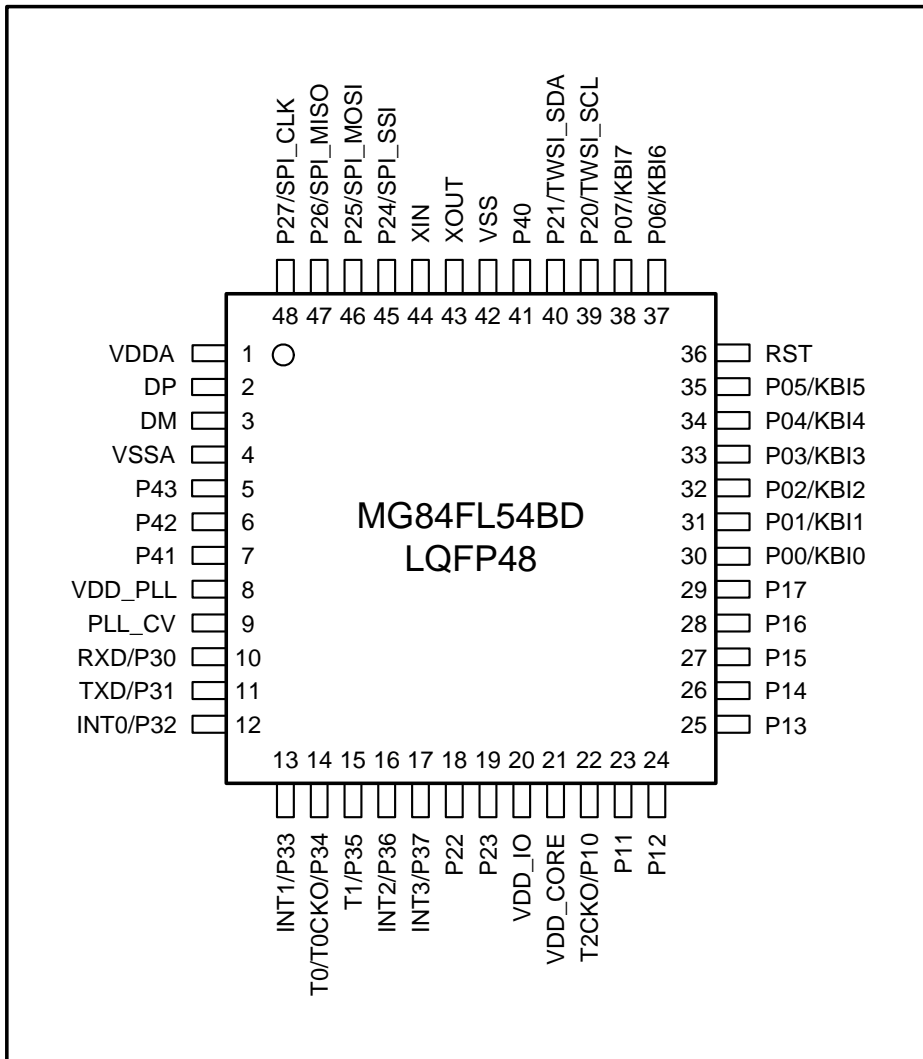 P27/SPI_CLK
P26/SPI_MISO
P25/SPI_MOSI
P24/SPI_SSI
XIN
XOUT
VSS
P40
P21/TWSI_SDA
P20/TWSI_SCL
P07/KBI7
P06/KBI6
48 47 46 45 44 43 42 41 40 39 38 37
VDDA 1 36 RST
DP 2 35 P05/KBI5
DM 3 34 P04/KBI4
VSSA 4 33 P03/KBI3
P43 5 32 P02/KBI2
P42 6 31 P01/KBI1
P41 7 30 P00/KBI0
VDD_PLL 8 29 P17
PLL_CV 9 28 P16
RXD/P30 10 27 P15
TXD/P31 11 26 P14
INT0/P32 12 25 P13
MG84FL54BD
LQFP48
13 14 15 16 17 18 19 20 21 22 23 24
INT1/P33
T0/T0CKO/P34
T1/P35
INT2/P36
INT3/P37
P22
P23
VDD_IO
VDD_CORE
T2CKO/P10
P11
P12